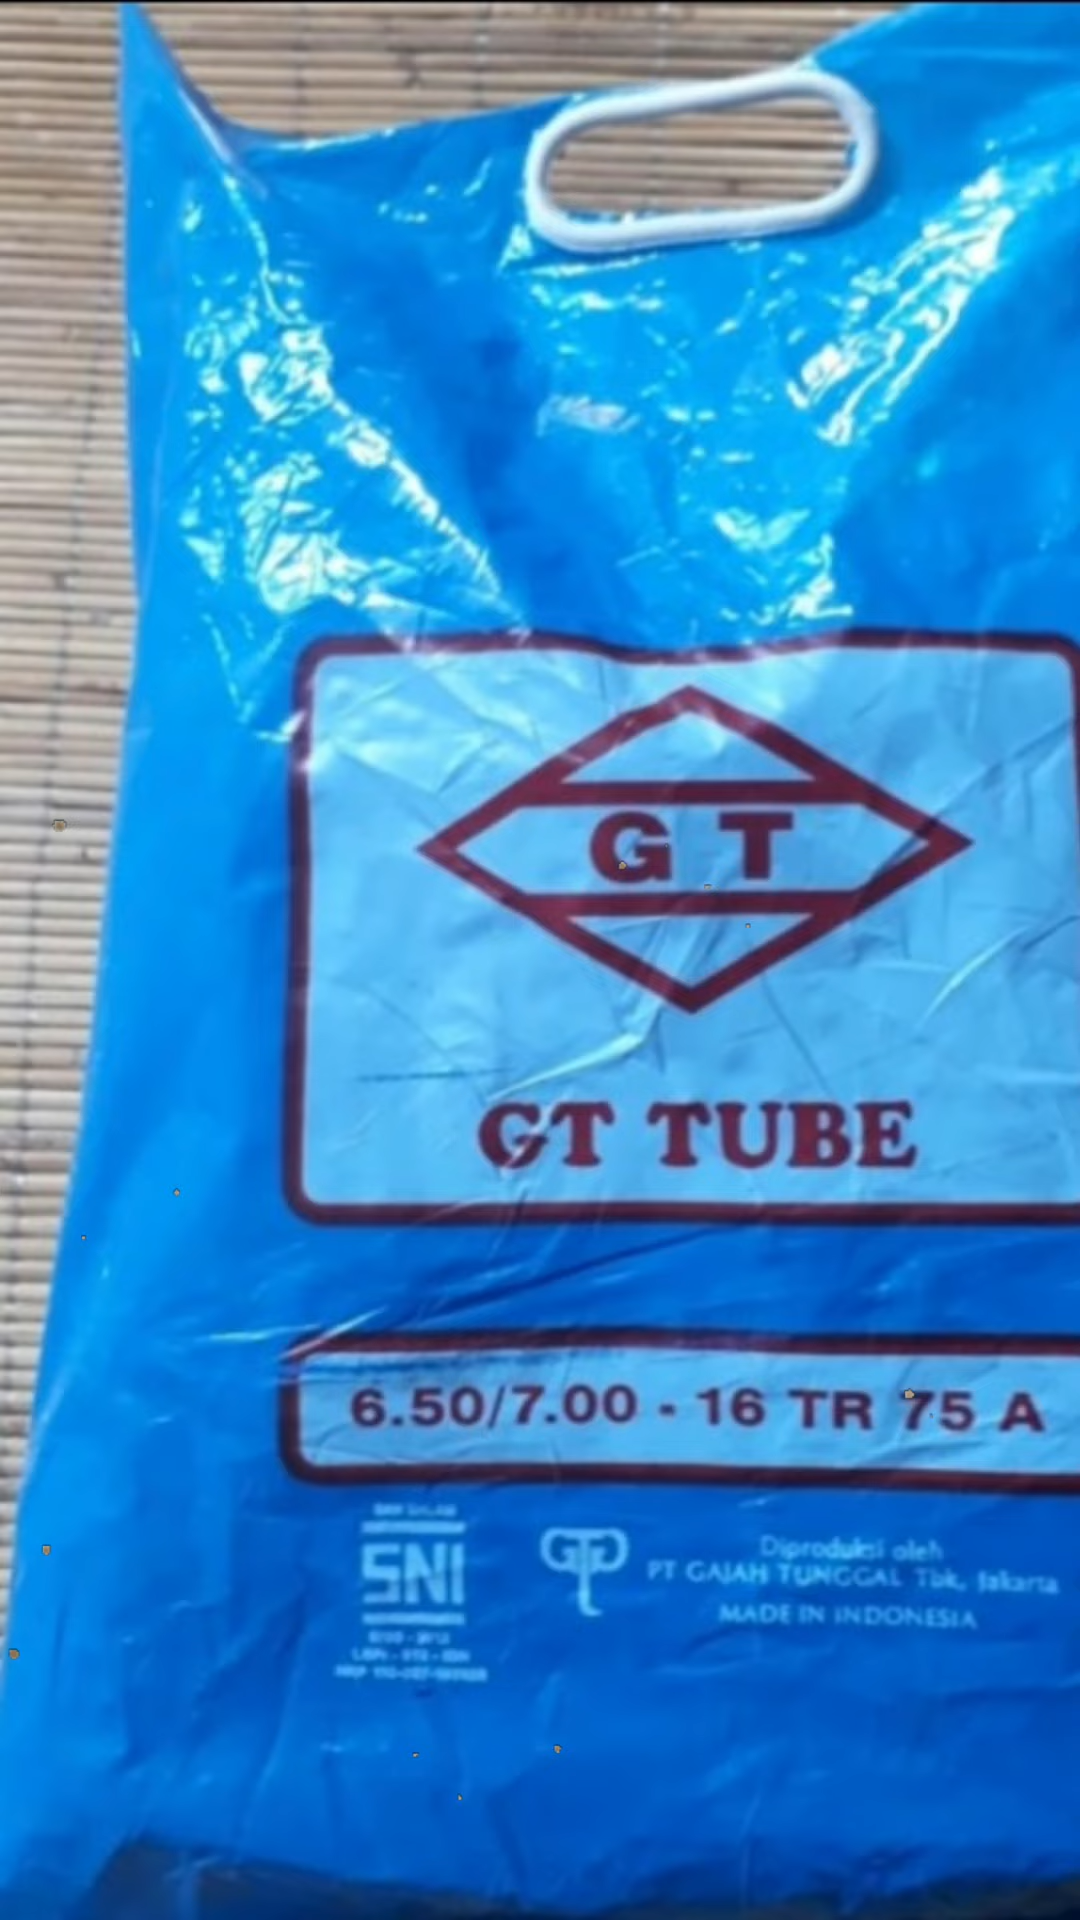 G T
GT TUBE
6.50/7.00 - 16 TR 75 A
SNI
Diproduksi oleh
PT GAJAH TUNGGAL Tbk, Jakarta
MADE IN INDONESIA